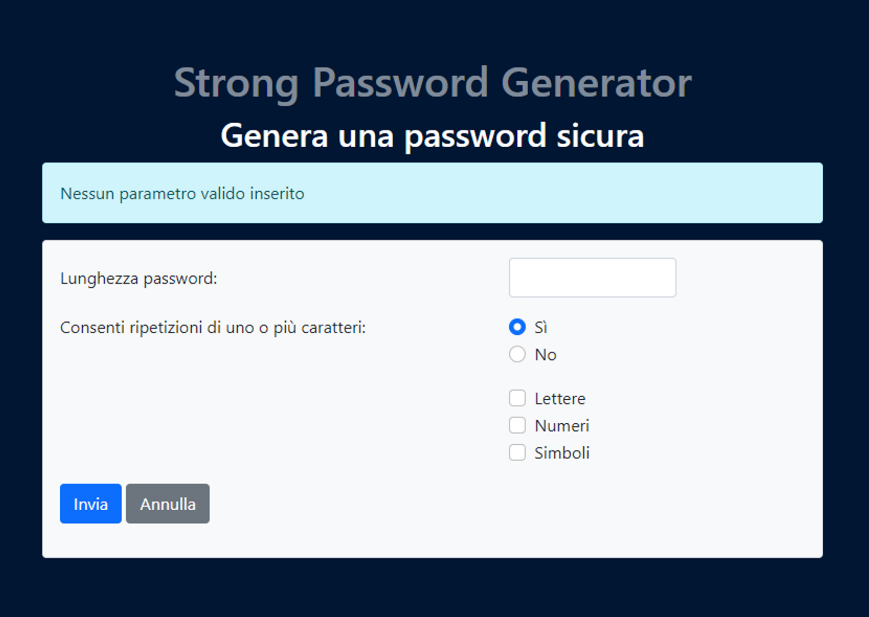 Strong Password Generator
Genera una password sicura
Nessun parametro valido inserito
Lunghezza password:
Consenti ripetizioni di uno o più caratteri:
Sì
No
Lettere
Numeri
Simboli
Invia Annulla